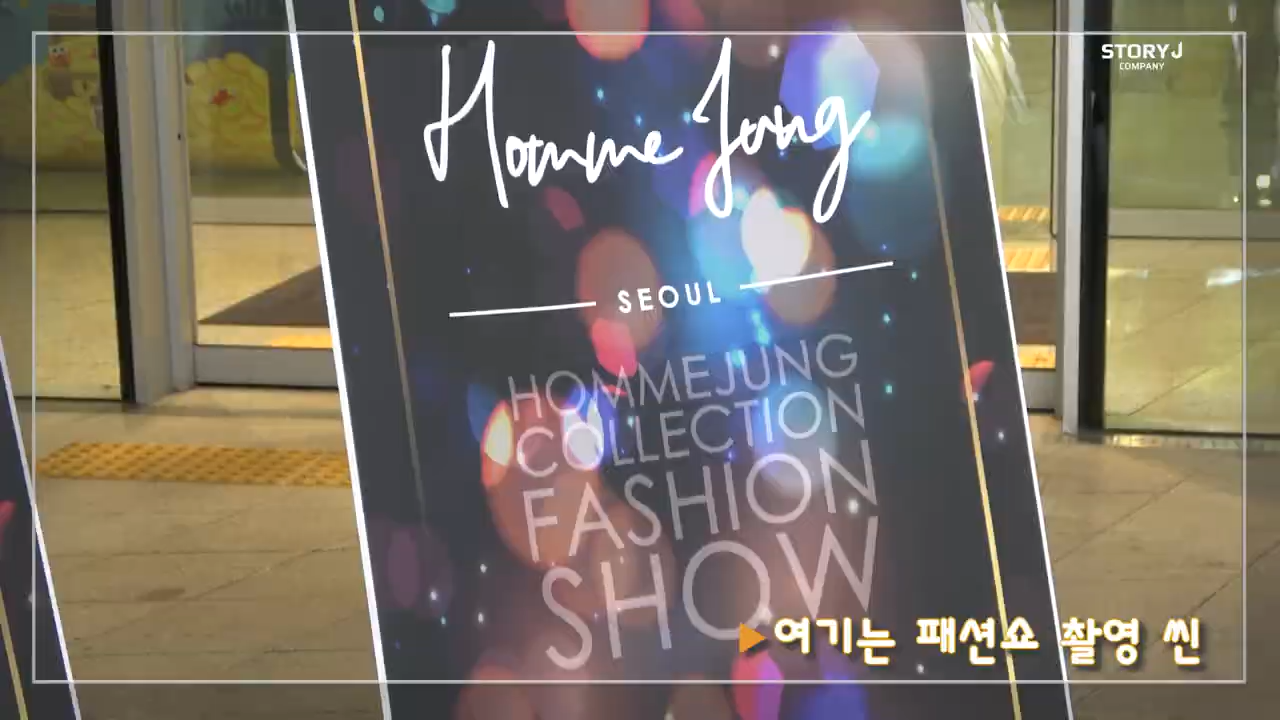 STORY J
COMPANY
Homme Jung
SEOUL
HOMMEJUNG
COLLECTION
FASHION
SHOW
여기는 패션쇼 촬영 씬